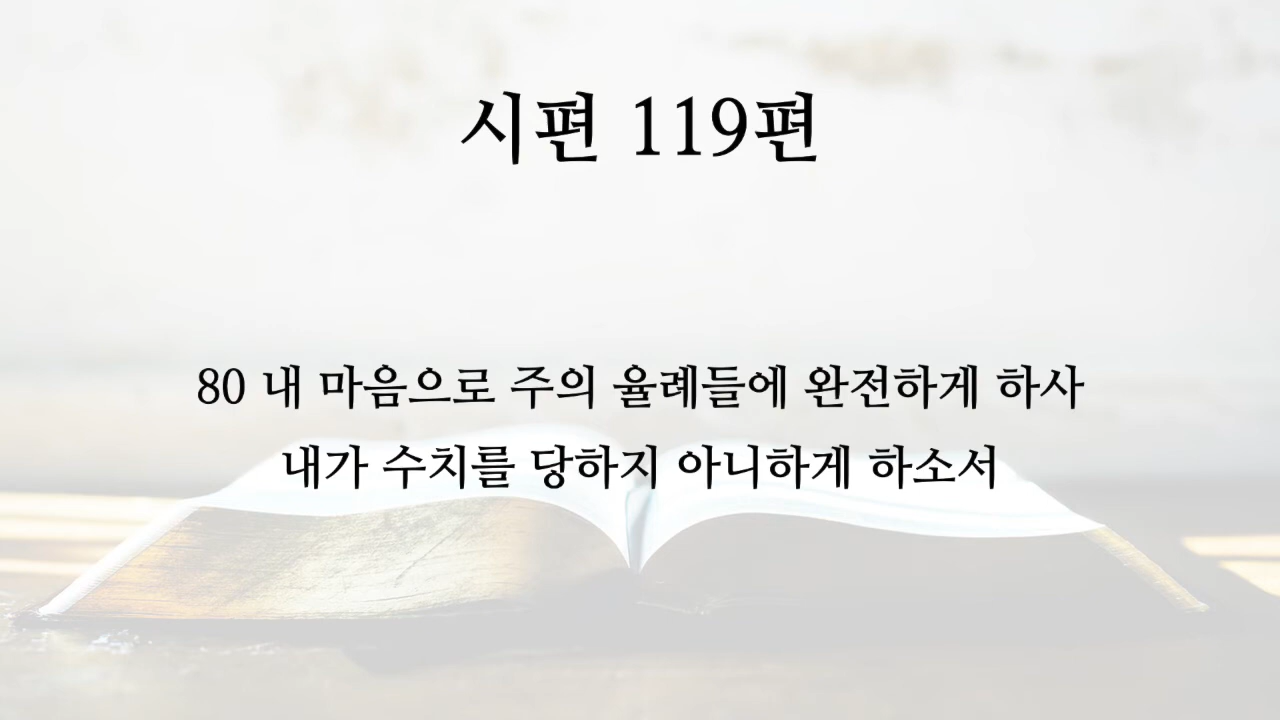 시편 119편
80 내 마음으로 주의 율례들에 완전하게 하사
내가 수치를 당하지 아니하게 하소서